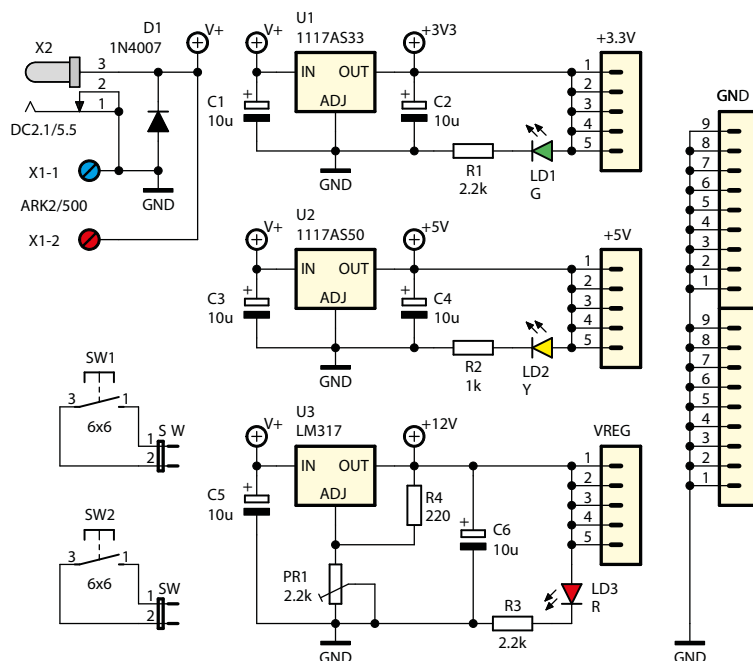 X2
D1
1N4007
V+
3
2
1
DC2.1/5.5
X1-1
GND
ARK2/500
X1-2
V+
U1
1117AS33
+3V3
IN OUT
ADJ
C1
10u
+
C2
10u
+
GND
R1
2.2k
LD1
G
+3.3V
1
2
3
4
5
V+
U2
1117AS50
+5V
IN OUT
ADJ
C3
10u
+
C4
10u
+
GND
R2
1k
LD2
Y
+5V
1
2
3
4
5
V+
U3
LM317
+12V
IN OUT
ADJ
C5
10u
+
R4
220
C6
10u
+
PR1
2.2k
GND
R3
2.2k
LD3
R
VREG
1
2
3
4
5
SW1
3 1
6x6
S W
1
2
SW2
3 1
6x6
SW
1
2
GND
9
8
7
6
5
4
3
2
1
9
8
7
6
5
4
3
2
1
GND